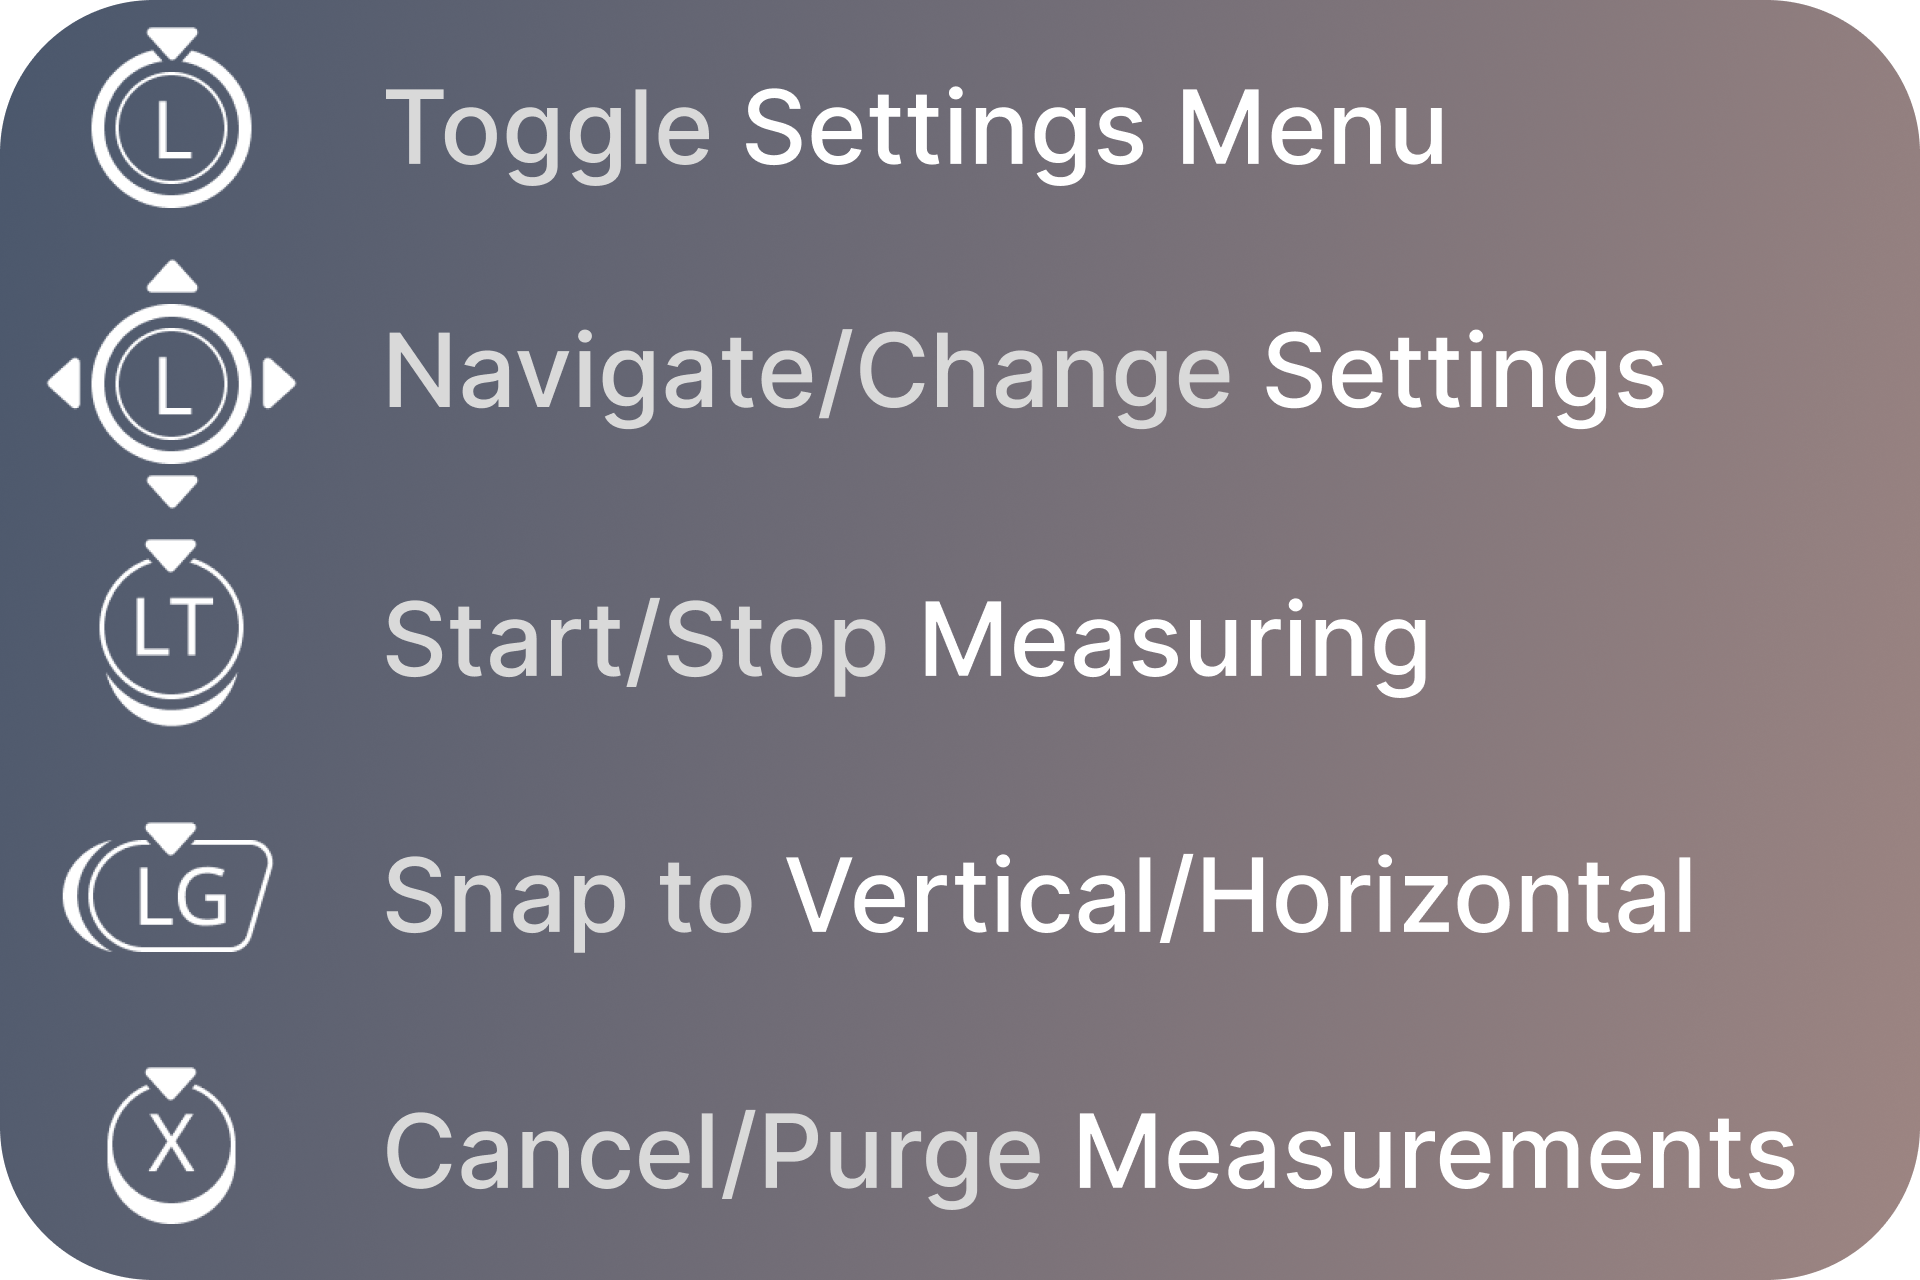 L Toggle Settings Menu
L Navigate/Change Settings
LT Start/Stop Measuring
LG Snap to Vertical/Horizontal
X Cancel/Purge Measurements